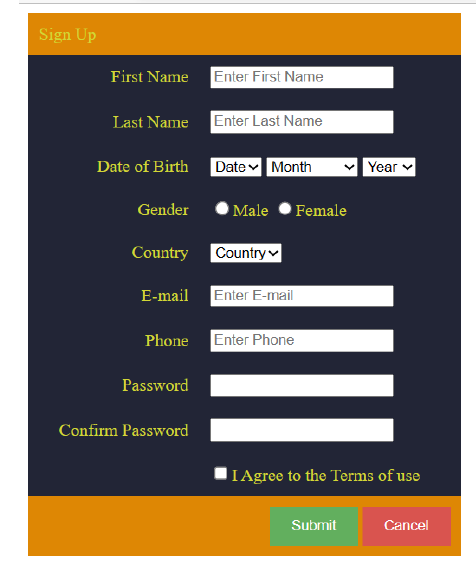 Sign Up
First Name Enter First Name
Last Name Enter Last Name
Date of Birth Date Month Year
Gender Male Female
Country Country
E-mail Enter E-mail
Phone Enter Phone
Password
Confirm Password
I Agree to the Terms of use
Submit Cancel